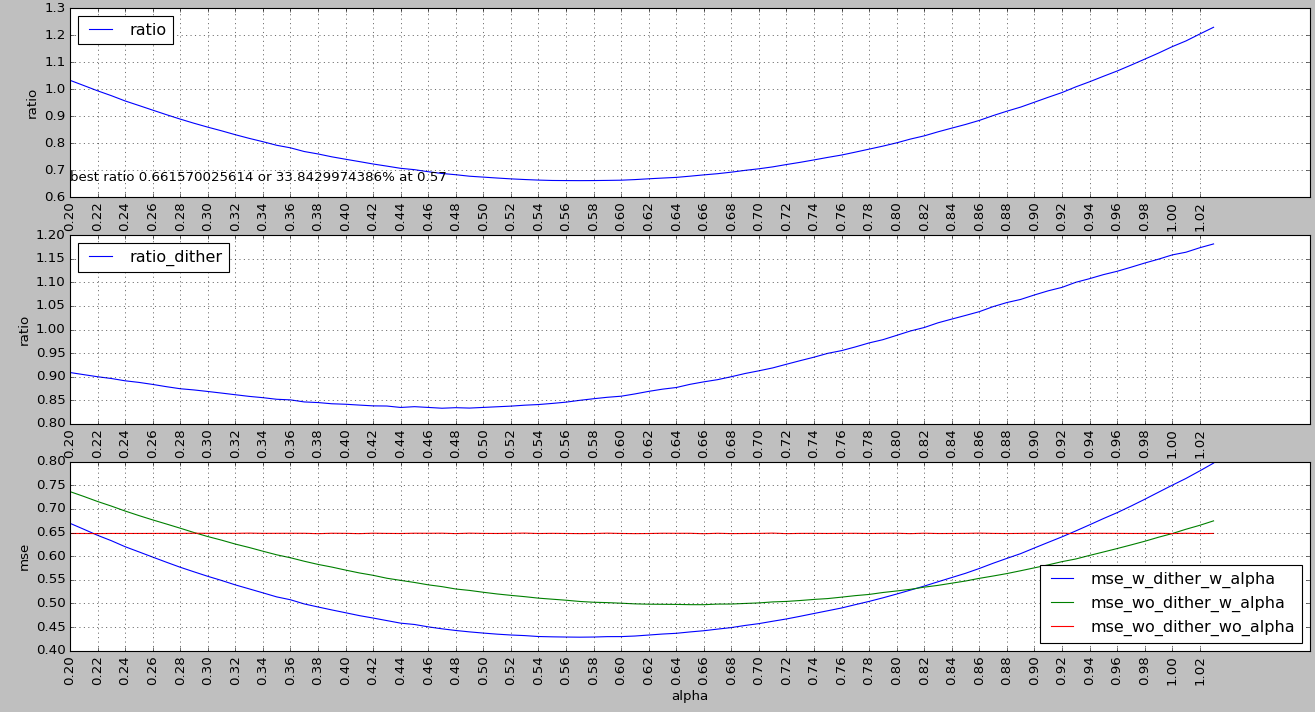 1.3
1.2
1.1
1.0
0.9
0.8
0.7
0.6
ratio
ratio
best ratio 0.661570025614 or 33.8429974386% at 0.57
0.20 0.22 0.24 0.26 0.28 0.30 0.32 0.34 0.36 0.38 0.40 0.42 0.44 0.46 0.48 0.50 0.52 0.54 0.56 0.58 0.60 0.62 0.64 0.66 0.68 0.70 0.72 0.74 0.76 0.78 0.80 0.82 0.84 0.86 0.88 0.90 0.92 0.94 0.96 0.98 1.00 1.02
1.20
1.15
1.10
1.05
1.00
0.95
0.90
0.85
0.80
ratio
ratio_dither
0.20 0.22 0.24 0.26 0.28 0.30 0.32 0.34 0.36 0.38 0.40 0.42 0.44 0.46 0.48 0.50 0.52 0.54 0.56 0.58 0.60 0.62 0.64 0.66 0.68 0.70 0.72 0.74 0.76 0.78 0.80 0.82 0.84 0.86 0.88 0.90 0.92 0.94 0.96 0.98 1.00 1.02
0.80
0.75
0.70
0.65
0.60
0.55
0.50
0.45
0.40
mse
mse_w_dither_w_alpha
mse_wo_dither_w_alpha
mse_wo_dither_wo_alpha
0.20 0.22 0.24 0.26 0.28 0.30 0.32 0.34 0.36 0.38 0.40 0.42 0.44 0.46 0.48 0.50 0.52 0.54 0.56 0.58 0.60 0.62 0.64 0.66 0.68 0.70 0.72 0.74 0.76 0.78 0.80 0.82 0.84 0.86 0.88 0.90 0.92 0.94 0.96 0.98 1.00 1.02
alpha